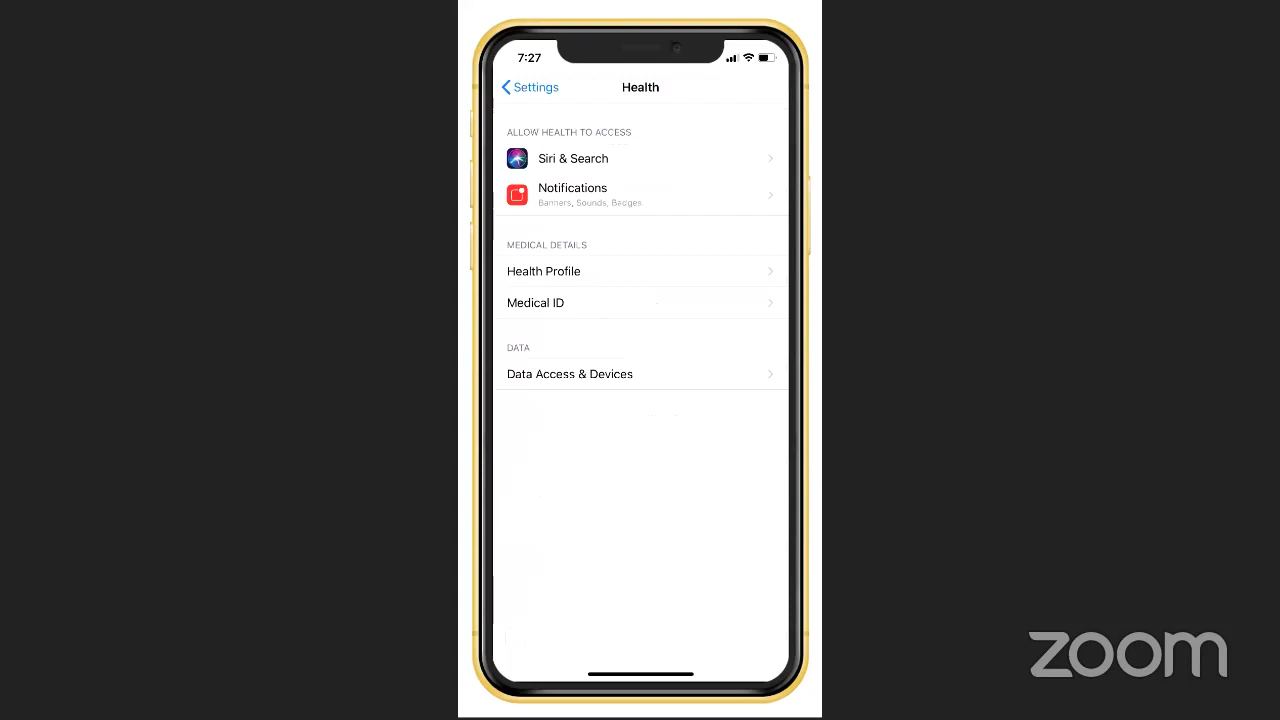 7:27
Settings
Health
ALLOW HEALTH TO ACCESS
Siri & Search
Notifications
Banners, Sounds, Badges
MEDICAL DETAILS
Health Profile
Medical ID
DATA
Data Access & Devices
zoom